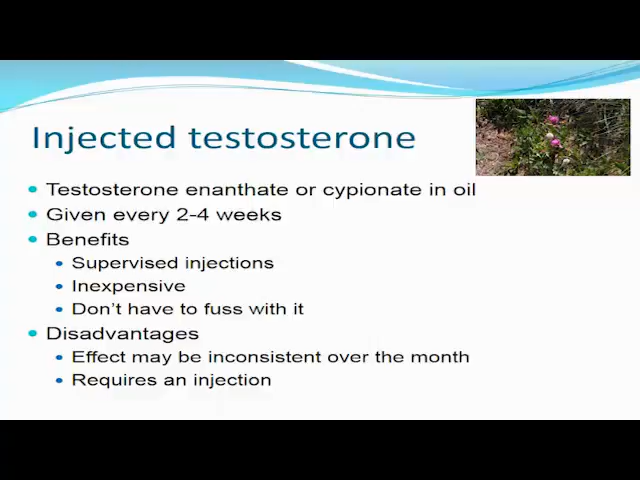 Injected testosterone
Testosterone enanthate or cypionate in oil
Given every 2-4 weeks
Benefits
Supervised injections
Inexpensive
Don't have to fuss with it
Disadvantages
Effect may be inconsistent over the month
Requires an injection